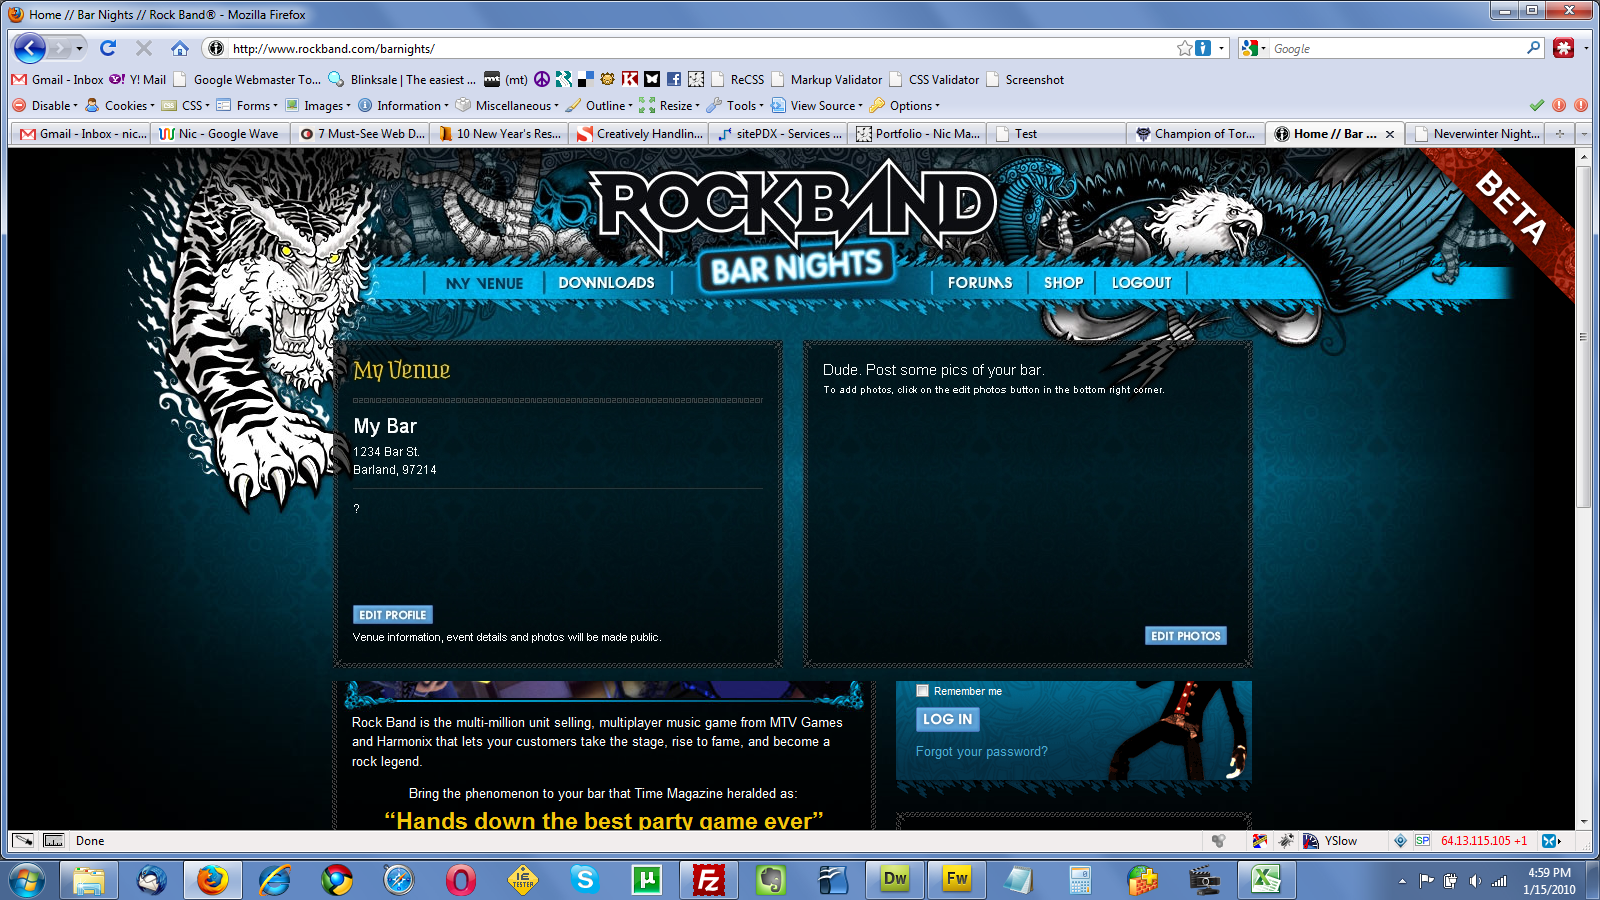 Home // Bar Nights // Rock Band® - Mozilla Firefox
http://www.rockband.com/barnights/
Google
Gmail - Inbox Y! Mail Google Webmaster To... Blinksale | The easiest ... (mt) ReCSS Markup Validator CSS Validator Screenshot
Disable Cookies CSS Forms Images Information Miscellaneous Outline Resize Tools View Source Options
Gmail - Inbox - nic... Nic - Google Wave 7 Must-See Web D... 10 New Year's Res... Creatively Handlin... sitePDX - Services ... Portfolio - Nic Ma... Test Champion of Tor... Home // Bar ... Neverwinter Night...
ROCKBAND
BAR NIGHTS
BETA
MY VENUE DOWNLOADS FORUMS SHOP LOGOUT
My Venue
My Bar
1234 Bar St.
Barland, 97214
?
EDIT PROFILE
Venue information, event details and photos will be made public.
Dude. Post some pics of your bar.
To add photos, click on the edit photos button in the bottom right corner.
EDIT PHOTOS
Rock Band is the multi-million unit selling, multiplayer music game from MTV Games
and Harmonix that lets your customers take the stage, rise to fame, and become a
rock legend.
Bring the phenomenon to your bar that Time Magazine heralded as:
“Hands down the best party game ever”
Remember me
LOG IN
Forgot your password?
Done
YSlow
SP
64.13.115.105 +1
IE
TESTER
Fz
Dw
Fw
4:59 PM
1/15/2010